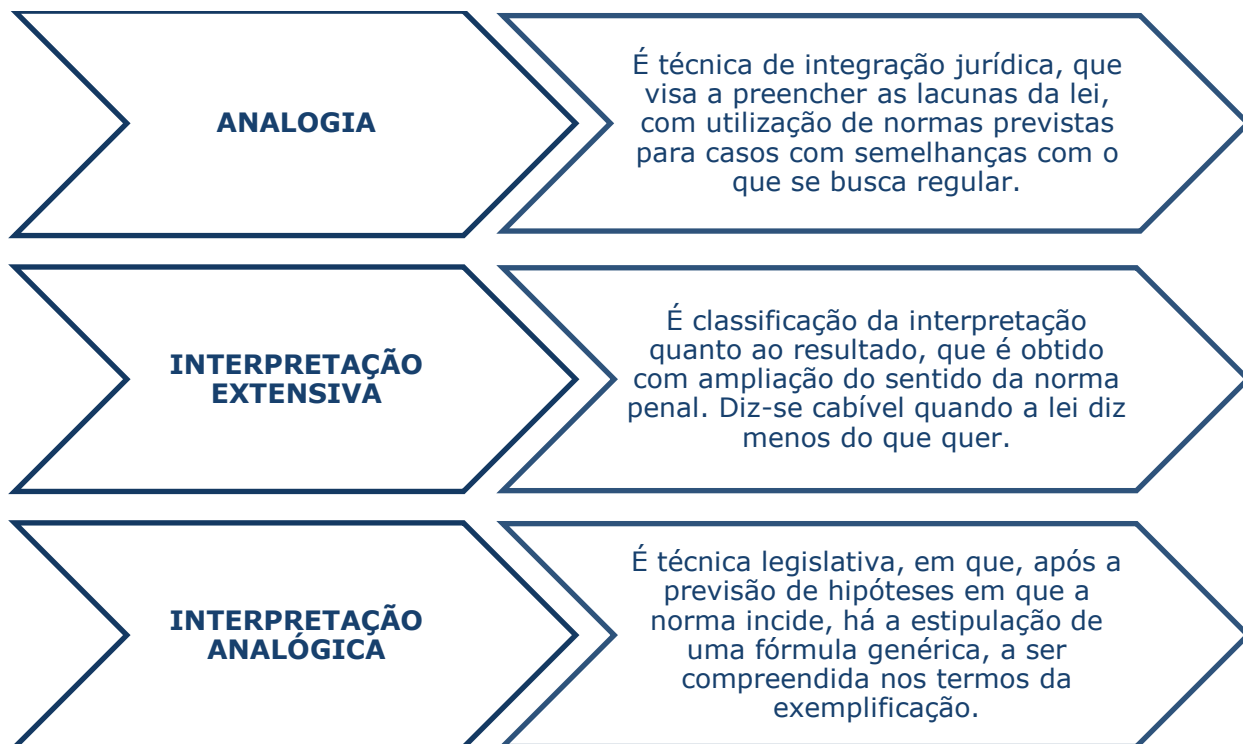 ANALOGIA
É técnica de integração jurídica, que
visa a preencher as lacunas da lei,
com utilização de normas previstas
para casos com semelhanças com o
que se busca regular.
INTERPRETAÇÃO
EXTENSIVA
É classificação da interpretação
quanto ao resultado, que é obtido
com ampliação do sentido da norma
penal. Diz-se cabível quando a lei diz
menos do que quer.
INTERPRETAÇÃO
ANALÓGICA
É técnica legislativa, em que, após a
previsão de hipóteses em que a
norma incide, há a estipulação de
uma fórmula genérica, a ser
compreendida nos termos da
exemplificação.